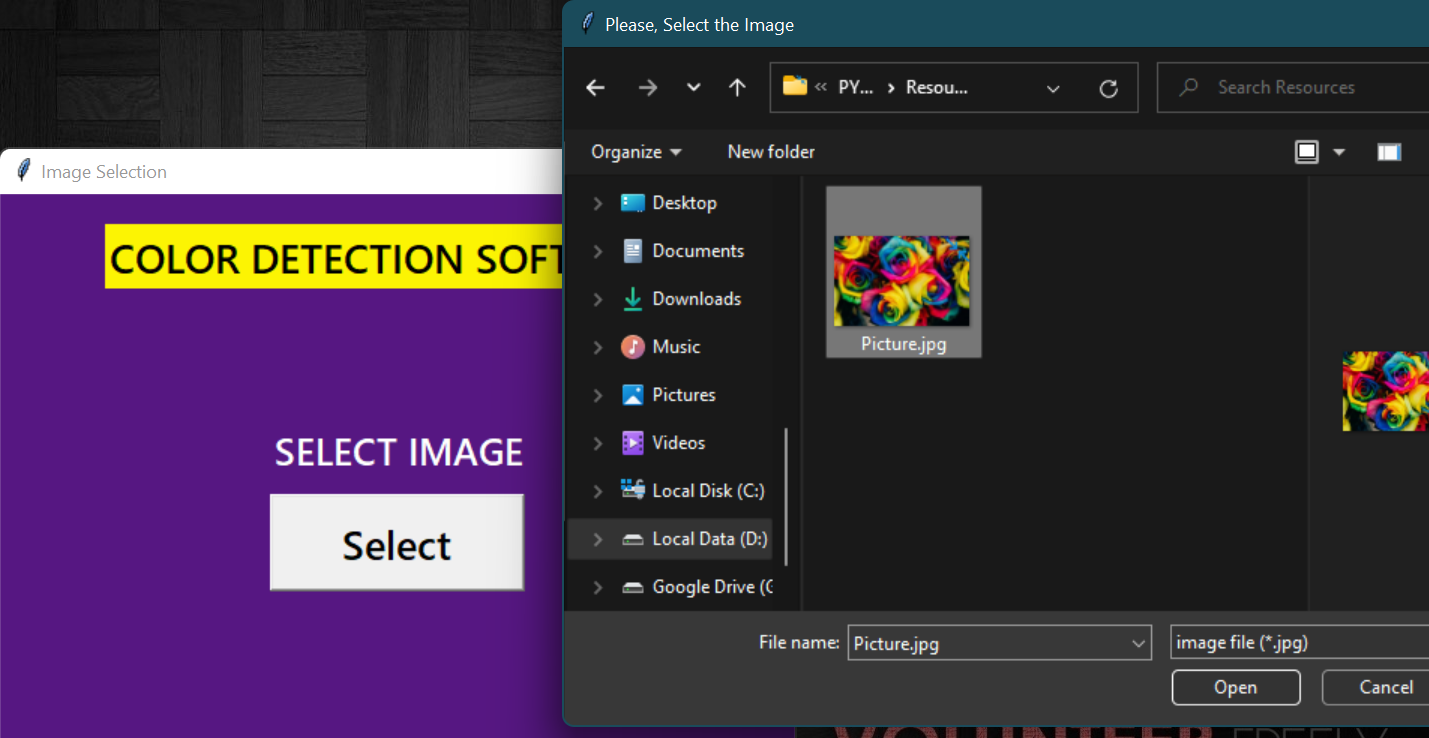 Please, Select the Image
PY... > Resou...
Search Resources
Organize
New folder
Image Selection
COLOR DETECTION SOFT
SELECT IMAGE
Select
Desktop
Documents
Downloads
Music
Pictures
Videos
Local Disk (C:)
Local Data (D:)
Google Drive (G
Picture.jpg
File name:
Picture.jpg
image file (*.jpg)
Open
Cancel
VOLUNTEER FREELY